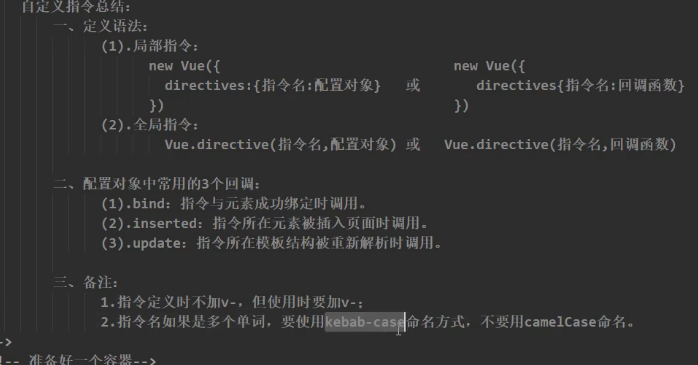 自定义指令总结:
一、定义语法:
(1).局部指令:
new Vue({ new Vue({
directives:{指令名:配置对象} 或 directives{指令名:回调函数}
}) })
(2).全局指令:
Vue.directive(指令名,配置对象) 或 Vue.directive(指令名,回调函数)
二、配置对象中常用的3个回调:
(1).bind: 指令与元素成功绑定时调用。
(2).inserted: 指令所在元素被插入页面时调用。
(3).update: 指令所在模板结构被重新解析时调用。
三、备注:
1.指令定义时不加v-, 但使用时要加v-;
2.指令名如果是多个单词, 要使用kebab-case命名方式, 不要用camelCase命名。
->
!-- 准备好一个容器-->